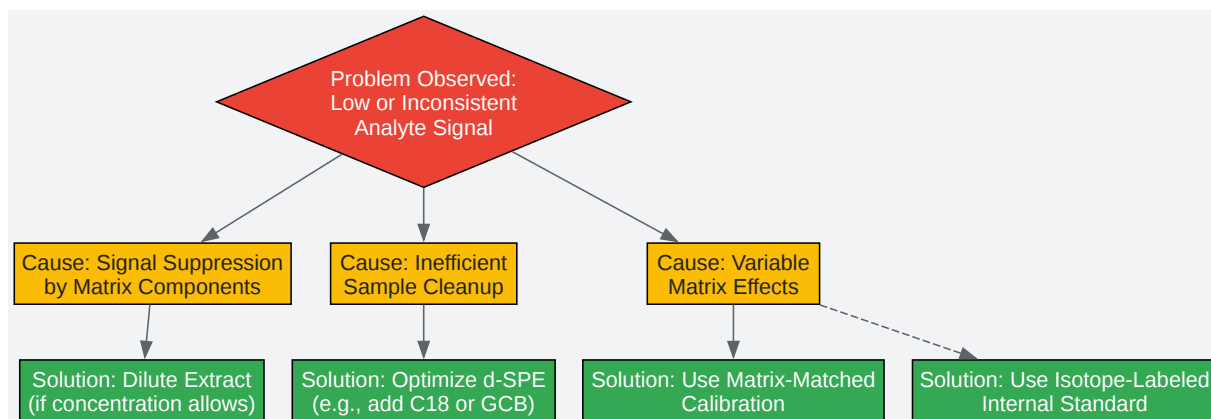 Problem Observed:
Low or Inconsistent
Analyte Signal
Cause: Signal Suppression
by Matrix Components
Cause: Inefficient
Sample Cleanup
Cause: Variable
Matrix Effects
Solution: Dilute Extract
(if concentration allows)
Solution: Optimize d-SPE
(e.g., add C18 or GCB)
Solution: Use Matrix-Matched
Calibration
Solution: Use Isotope-Labeled
Internal Standard